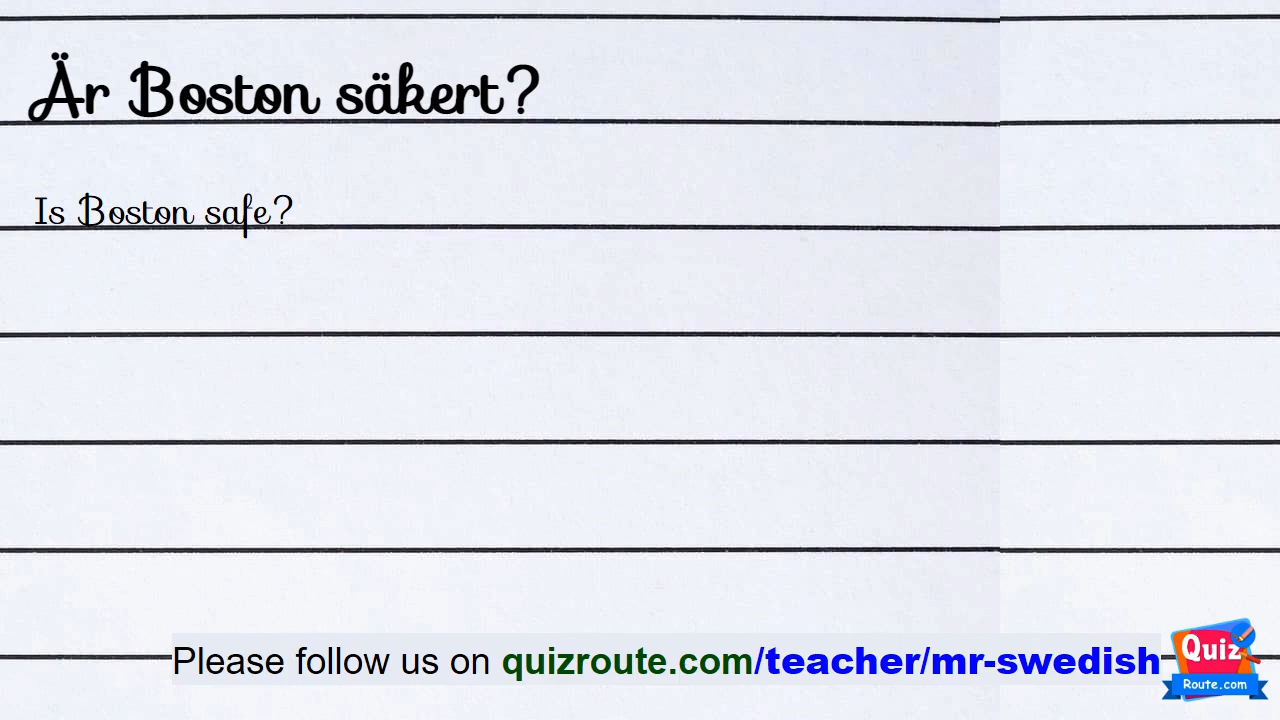 Är Boston säkert?
Is Boston safe?
Please follow us on quizroute.com/teacher/mr-swedish
Quiz
Route.com